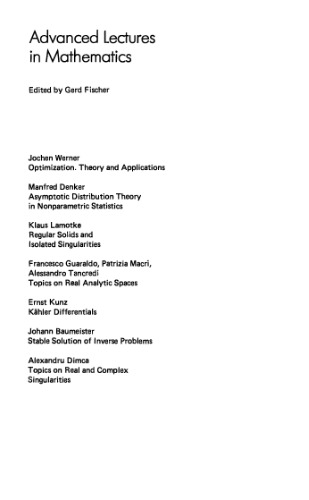 Advanced Lectures
in Mathematics
Edited by Gerd Fischer
Jochen Werner
Optimization. Theory and Applications
Manfred Denker
Asymptotic Distribution Theory
in Nonparametric Statistics
Klaus Lamotke
Regular Solids and
Isolated Singularities
Francesco Guaraldo, Patrizia Macrì,
Alessandro Tancredi
Topics on Real Analytic Spaces
Ernst Kunz
Kähler Differentials
Johann Baumeister
Stable Solution of Inverse Problems
Alexandru Dimca
Topics on Real and Complex
Singularities